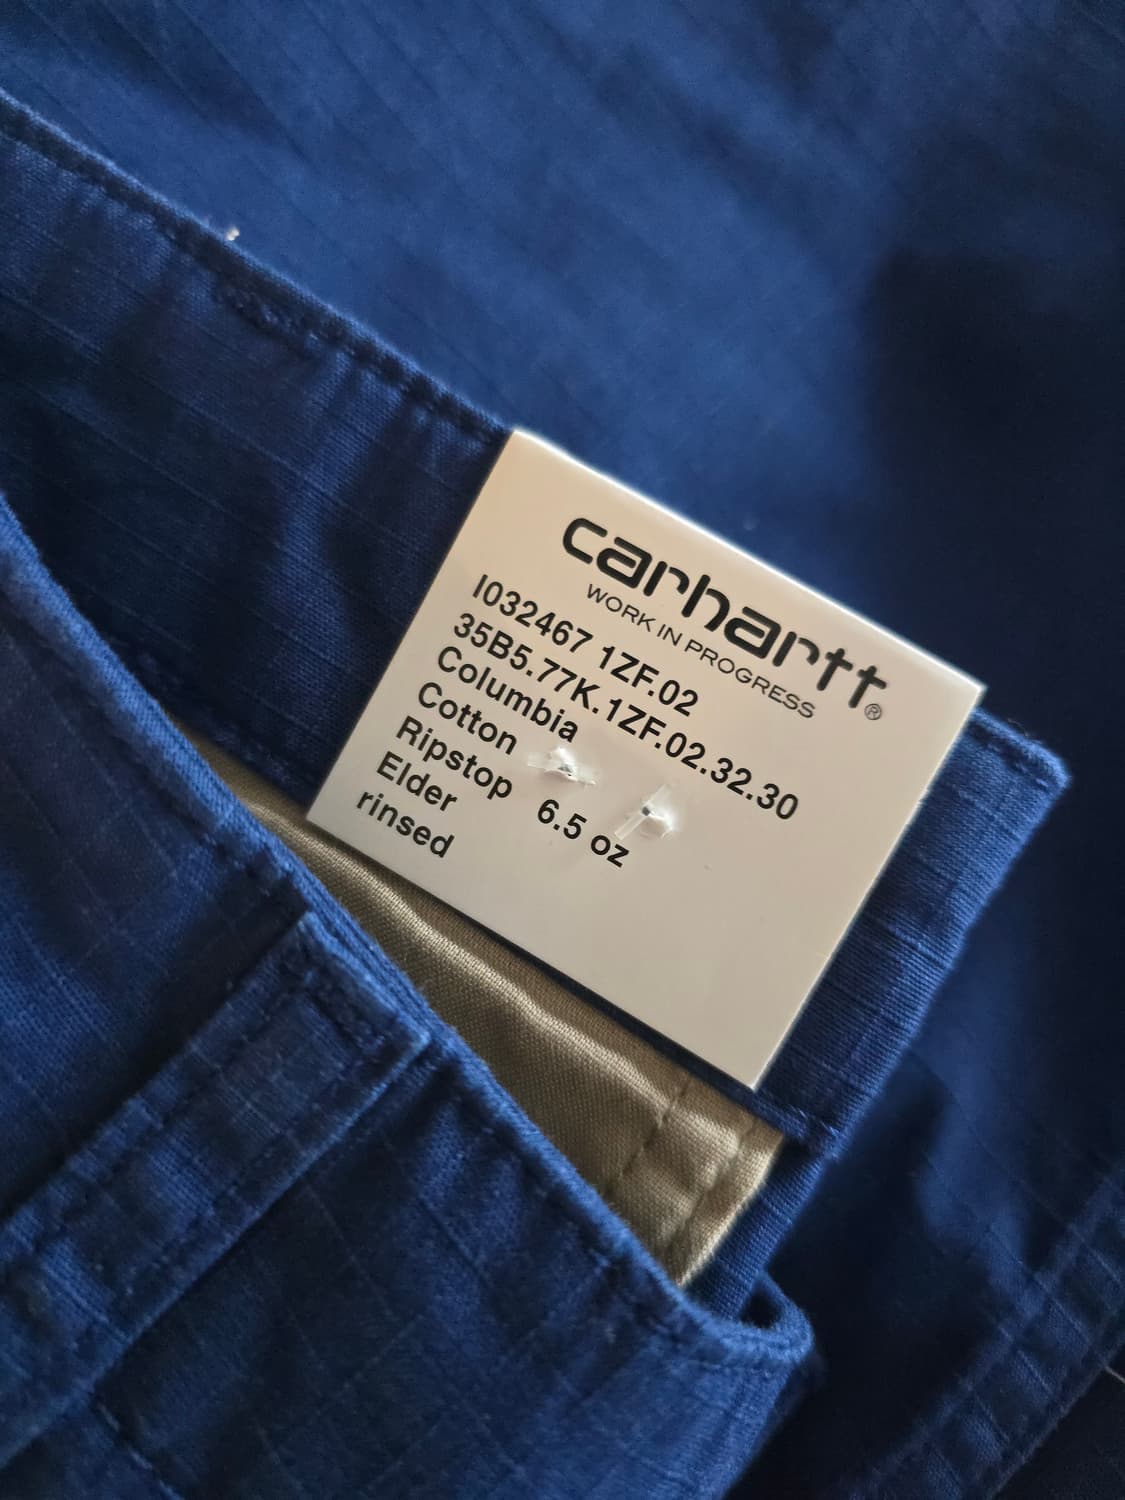 carhartt®
WORK IN PROGRESS
I032467 1ZF.02
35B5.77K.1ZF.02.32.30
Columbia
Cotton
Ripstop 6.5 oz
Elder
rinsed